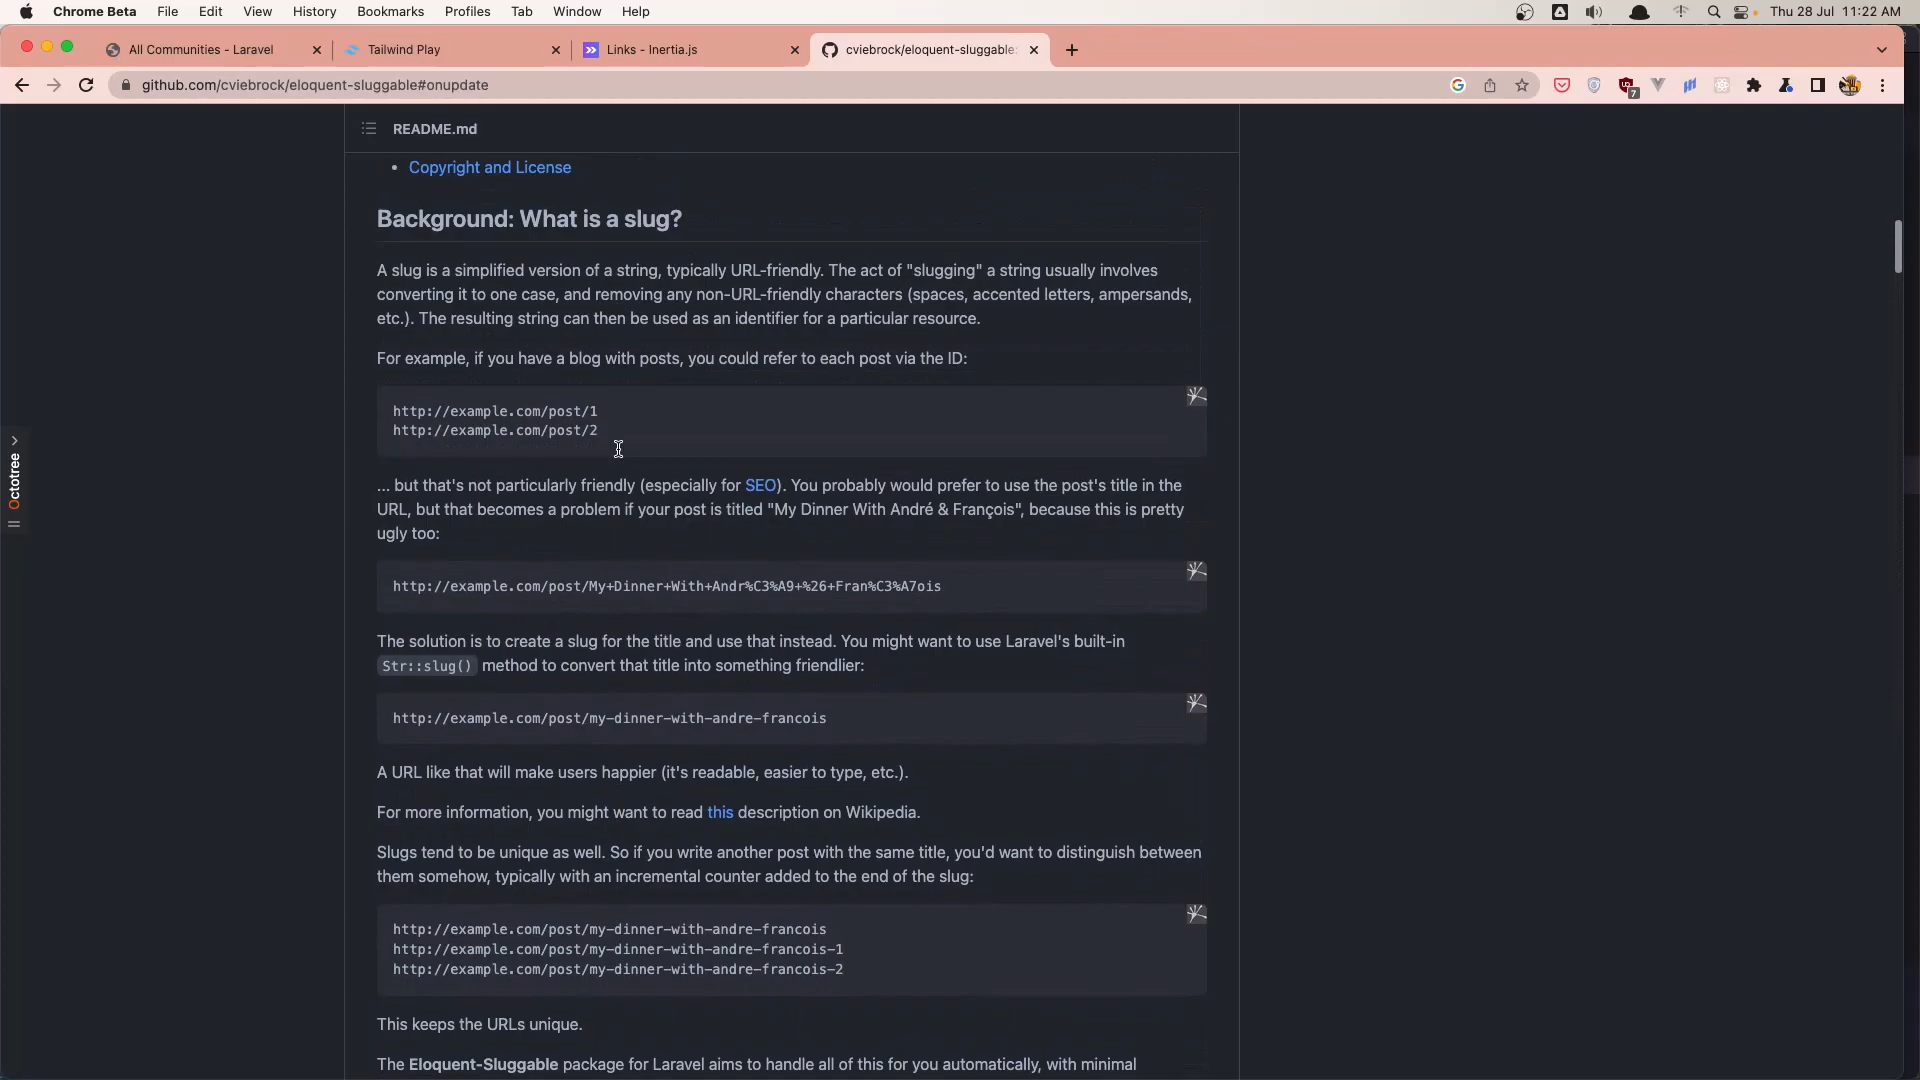 Chrome Beta File Edit View History Bookmarks Profiles Tab Window Help Thu 28 Jul 11:22 AM
All Communities - Laravel Tailwind Play Links - Inertia.js cviebrock/eloquent-sluggable:
github.com/cviebrock/eloquent-sluggable#onupdate 7
README.md
• Copyright and License
Background: What is a slug?
A slug is a simplified version of a string, typically URL-friendly. The act of "slugging" a string usually involves
converting it to one case, and removing any non-URL-friendly characters (spaces, accented letters, ampersands,
etc.). The resulting string can then be used as an identifier for a particular resource.
For example, if you have a blog with posts, you could refer to each post via the ID:
http://example.com/post/1
http://example.com/post/2
Octotree
... but that's not particularly friendly (especially for SEO). You probably would prefer to use the post's title in the
URL, but that becomes a problem if your post is titled "My Dinner With André & François", because this is pretty
ugly too:
http://example.com/post/My+Dinner+With+Andr%C3%A9+%26+Fran%C3%A7ois
The solution is to create a slug for the title and use that instead. You might want to use Laravel's built-in
Str::slug() method to convert that title into something friendlier:
http://example.com/post/my-dinner-with-andre-francois
A URL like that will make users happier (it's readable, easier to type, etc.).
For more information, you might want to read this description on Wikipedia.
Slugs tend to be unique as well. So if you write another post with the same title, you'd want to distinguish between
them somehow, typically with an incremental counter added to the end of the slug:
http://example.com/post/my-dinner-with-andre-francois
http://example.com/post/my-dinner-with-andre-francois-1
http://example.com/post/my-dinner-with-andre-francois-2
This keeps the URLs unique.
The Eloquent-Sluggable package for Laravel aims to handle all of this for you automatically, with minimal